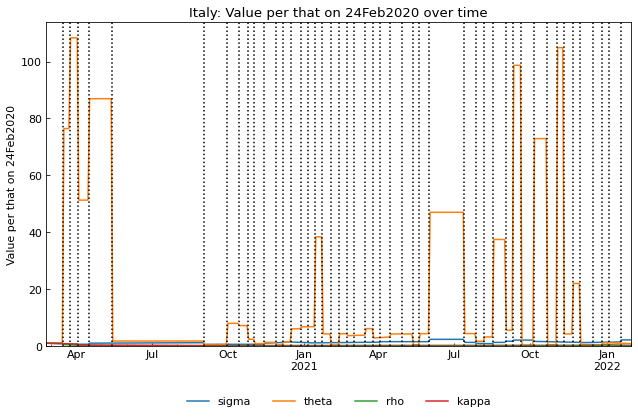 Italy: Value per that on 24Feb2020 over time
Value per that on 24Feb2020
100
80
60
40
20
0
Apr Jul Oct Jan Apr Jul Oct Jan
2021 2022
sigma theta rho kappa